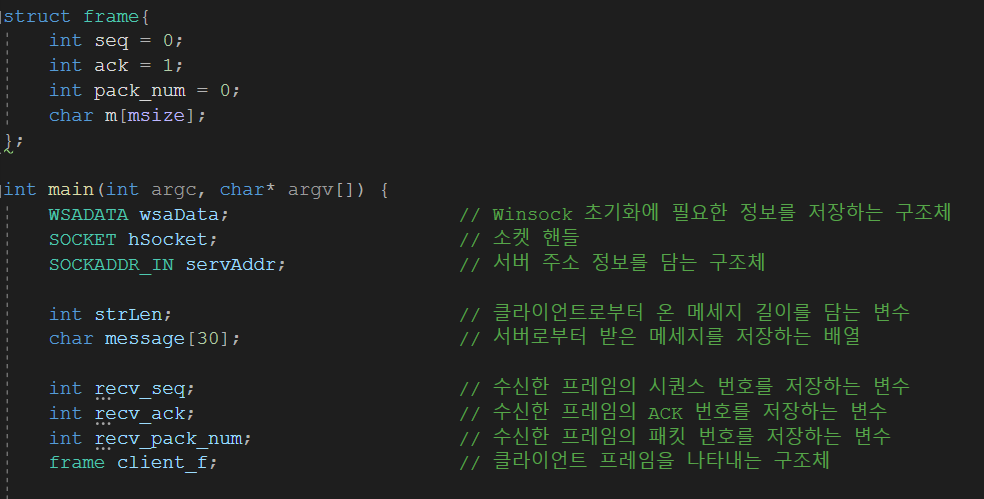 struct frame{
    int seq = 0;
    int ack = 1;
    int pack_num = 0;
    char m[msize];
};
int main(int argc, char* argv[]) {
    WSADATA wsaData; // Winsock 초기화에 필요한 정보를 저장하는 구조체
    SOCKET hSocket; // 소켓 핸들
    SOCKADDR_IN servAddr; // 서버 주소 정보를 담는 구조체
    int strLen; // 클라이언트로부터 온 메세지 길이를 담는 변수
    char message[30]; // 서버로부터 받은 메세지를 저장하는 배열
    int recv_seq; // 수신한 프레임의 시퀀스 번호를 저장하는 변수
    int recv_ack; // 수신한 프레임의 ACK 번호를 저장하는 변수
    int recv_pack_num; // 수신한 프레임의 패킷 번호를 저장하는 변수
    frame client_f; // 클라이언트 프레임을 나타내는 구조체